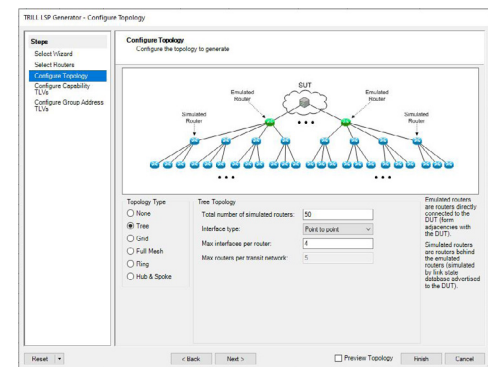 TRILL LSP Generator - Configure Topology
Steps
Select Wizard
Select Routers
Configure Topology
Configure Capability
TLVs
Configure Group Address
TLVs
Configure Topology
Configure the topology to generate
SUT
Emulated
Router
Emulated
Router
Simulated
Router
Simulated
Router
Topology Type
None
Tree
Grid
Full Mesh
Ring
Hub & Spoke
Tree Topology
Total number of simulated routers: 50
Interface type: Point to point
Max interfaces per router: 4
Max routers per transit network: 5
Emulated routers
are routers directly
connected to the
DUT (form
adjacencies with
the DUT).
Simulated routers
are routers behind
the emulated
routers (simulated
by link state
database advertised
to the DUT).
Reset
< Back
Next >
Preview Topology
Finish
Cancel